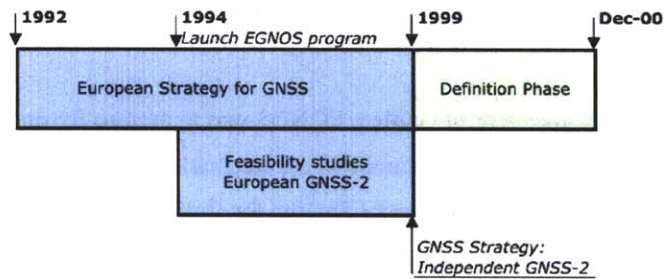 1992
1994
1999
Dec-00
Launch EGNOS program
European Strategy for GNSS
Definition Phase
Feasibility studies
European GNSS-2
GNSS Strategy:
Independent GNSS-2